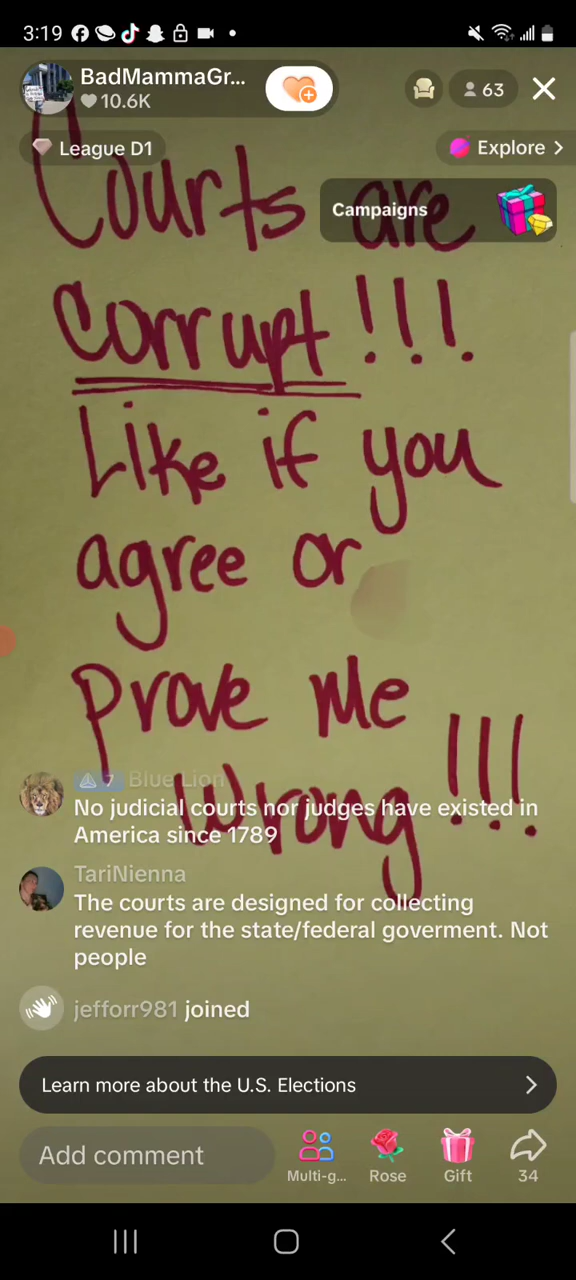 3:19
BadMammaGr...
10.6K
63
League D1
Explore >
Campaigns
Courts are
Corrupt!!!
Like if you
agree or
Prove Me
Wrong!!!
7 Blue Lion
No judicial courts nor judges have existed in
America since 1789
TariNienna
The courts are designed for collecting
revenue for the state/federal goverment. Not
people
jefforr981 joined
Learn more about the U.S. Elections
Add comment
Multi-g...
Rose
Gift
34